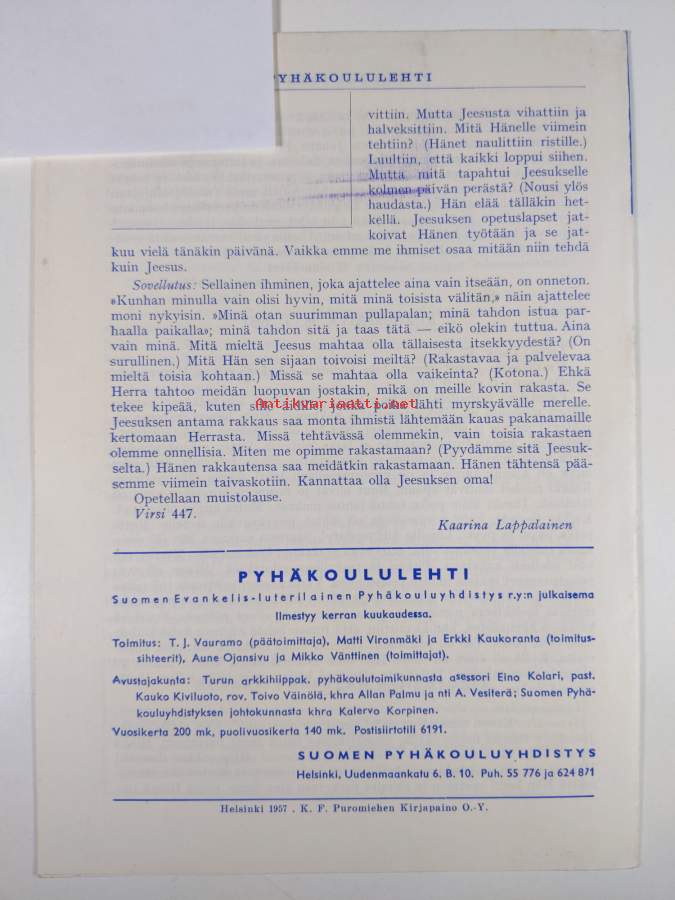 PYHÄKOULULEHTI
vittiin. Mutta Jeesusta vihattiin ja
halveksittiin. Mitä Hänelle viimein
tehtiin? (Hänet naulittiin ristille.)
Luultiin, että kaikki loppui siihen.
Mutta mitä tapahtui Jeesukselle
kolmen päivän perästä? (Nousi ylös
haudasta.) Hän elää tälläkin het-
kellä. Jeesuksen opetuslapset jat-
koivat Hänen työtään ja se jat-
kuu vielä tänäkin päivänä. Vaikka emme me ihmiset osaa mitään niin tehdä
kuin Jeesus.
Sovellutus: Sellainen ihminen, joka ajattelee aina vain itseään, on onneton.
»Kunhan minulla vain olisi hyvin, mitä minä toisista välitän,» näin ajattelee
moni nykyisin. »Minä otan suurimman pullapalan; minä tahdon istua par-
haalla paikalla»; minä tahdon sitä ja taas tätä — eikö olekin tuttua. Aina
vain minä. Mitä mieltä Jeesus mahtaa olla tällaisesta itsekkyydestä? (On
surullinen.) Mitä Hän sen sijaan toivoisi meiltä? (Rakastavaa ja palvelevaa
mieltä toisia kohtaan.) Missä se mahtaa olla vaikeinta? (Kotona.) Ehkä
Herra tahtoo meidän luopuvan jostakin, mikä on meille kovin rakasta. Se
tekee kipeää, kuten sille äidille, jonka poika lähti myrskyävälle merelle.
Antikvariaatti.net
Jeesuksen antama rakkaus saa monta ihmistä lähtemään kauas pakanamaille
kertomaan Herrasta. Missä tehtävässä olemmekin, vain toisia rakastaen
olemme onnellisia. Miten me opimme rakastamaan? (Pyydämme sitä Jeesuk-
selta.) Hänen rakkautensa saa meidätkin rakastamaan. Hänen tähtensä pää-
semme viimein taivaskotiin. Kannattaa olla Jeesuksen oma!
Opetellaan muistolause.
Virsi 447.
Kaarina Lappalainen
PYHÄKOULULEHTI
Suomen Evankelis-luterilainen Pyhäkouluyhdistys r.y:n julkaisema
Ilmestyy kerran kuukaudessa.
Toimitus: T. J. Vauramo (päätoimittaja), Matti Vironmäki ja Erkki Kaukoranta (toimitus-
sihteerit), Aune Ojansivu ja Mikko Vänttinen (toimittajat).
Avustajakunta: Turun arkkihiippak. pyhäkoulutoimikunnasta asessori Eino Kolari, past.
Kauko Kiviluoto, rov. Toivo Väinölä, khra Allan Palmu ja nti A. Vesiterä; Suomen Pyhä-
kouluyhdistyksen johtokunnasta khra Kalervo Korpinen.
Vuosikerta 200 mk, puolivuosikerta 140 mk. Postisiirtotili 6191.
SUOMEN PYHÄKOULUYHDISTYS
Helsinki, Uudenmaankatu 6. B. 10. Puh. 55 776 ja 624 871
Helsinki 1957 . K. F. Puromiehen Kirjapaino O.-Y.